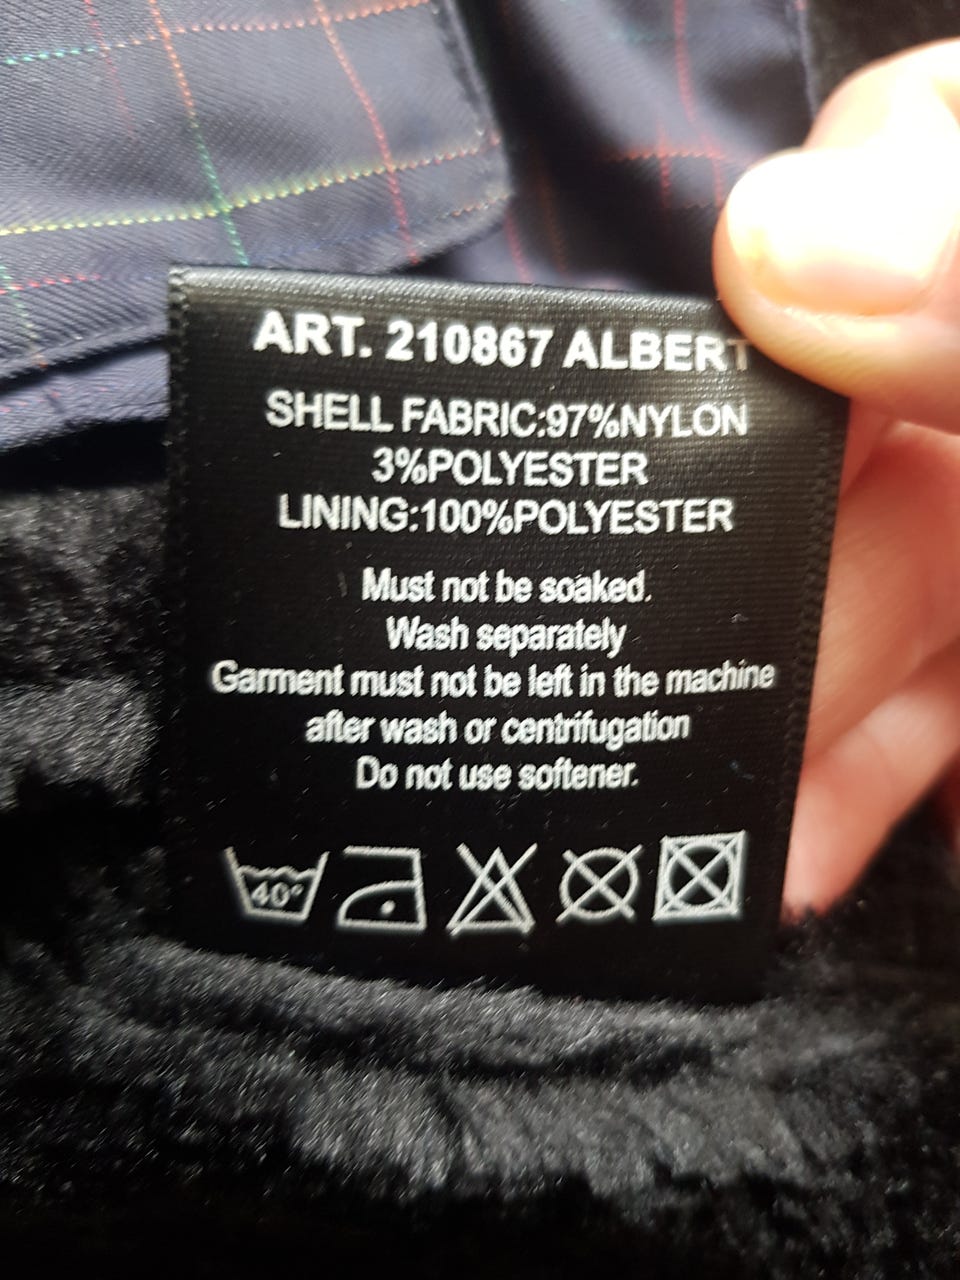 ART. 210867 ALBERT
SHELL FABRIC:97%NYLON
3%POLYESTER
LINING:100%POLYESTER
Must not be soaked.
Wash separately
Garment must not be left in the machine
after wash or centrifugation
Do not use softener.
40°